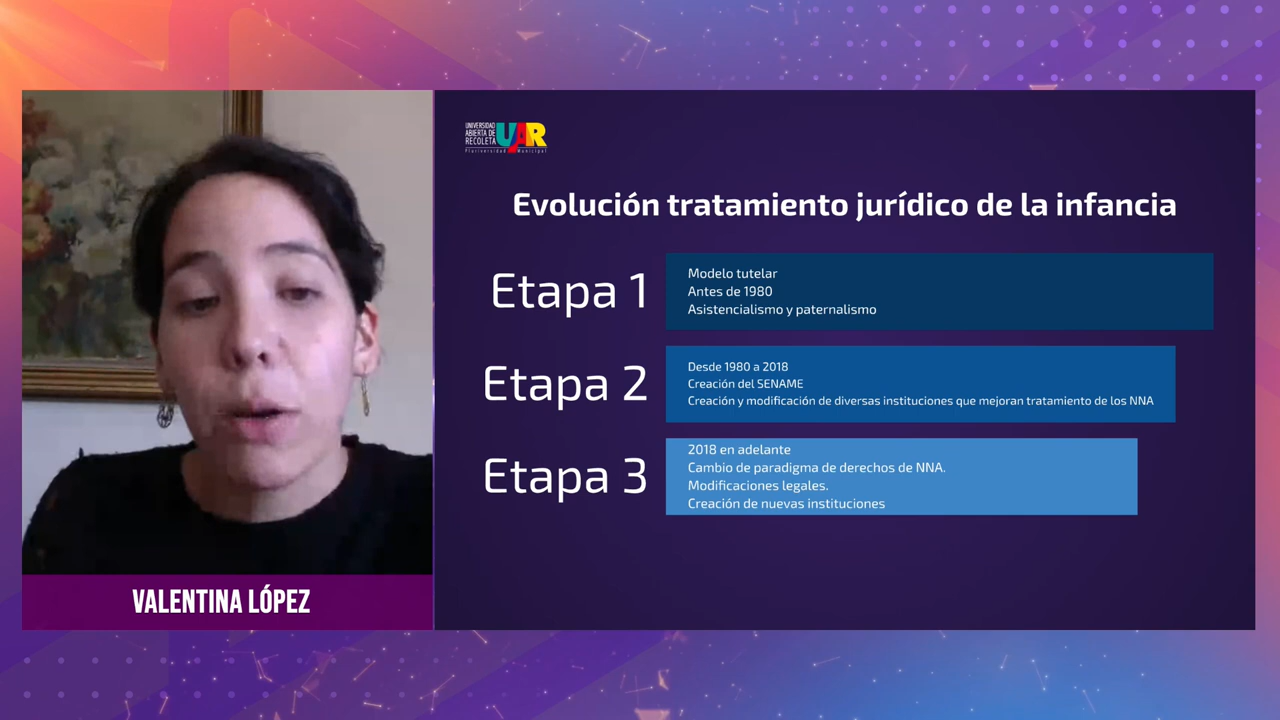 UNIVERSIDAD
ABIERTA DE
RECOLETA
UAR
Pluriversidad Municipal
Evolución tratamiento jurídico de la infancia
Etapa 1
Modelo tutelar
Antes de 1980
Asistencialismo y paternalismo
Etapa 2
Desde 1980 a 2018
Creación del SENAME
Creación y modificación de diversas instituciones que mejoran tratamiento de los NNA
Etapa 3
2018 en adelante
Cambio de paradigma de derechos de NNA.
Modificaciones legales.
Creación de nuevas instituciones
VALENTINA LÓPEZ